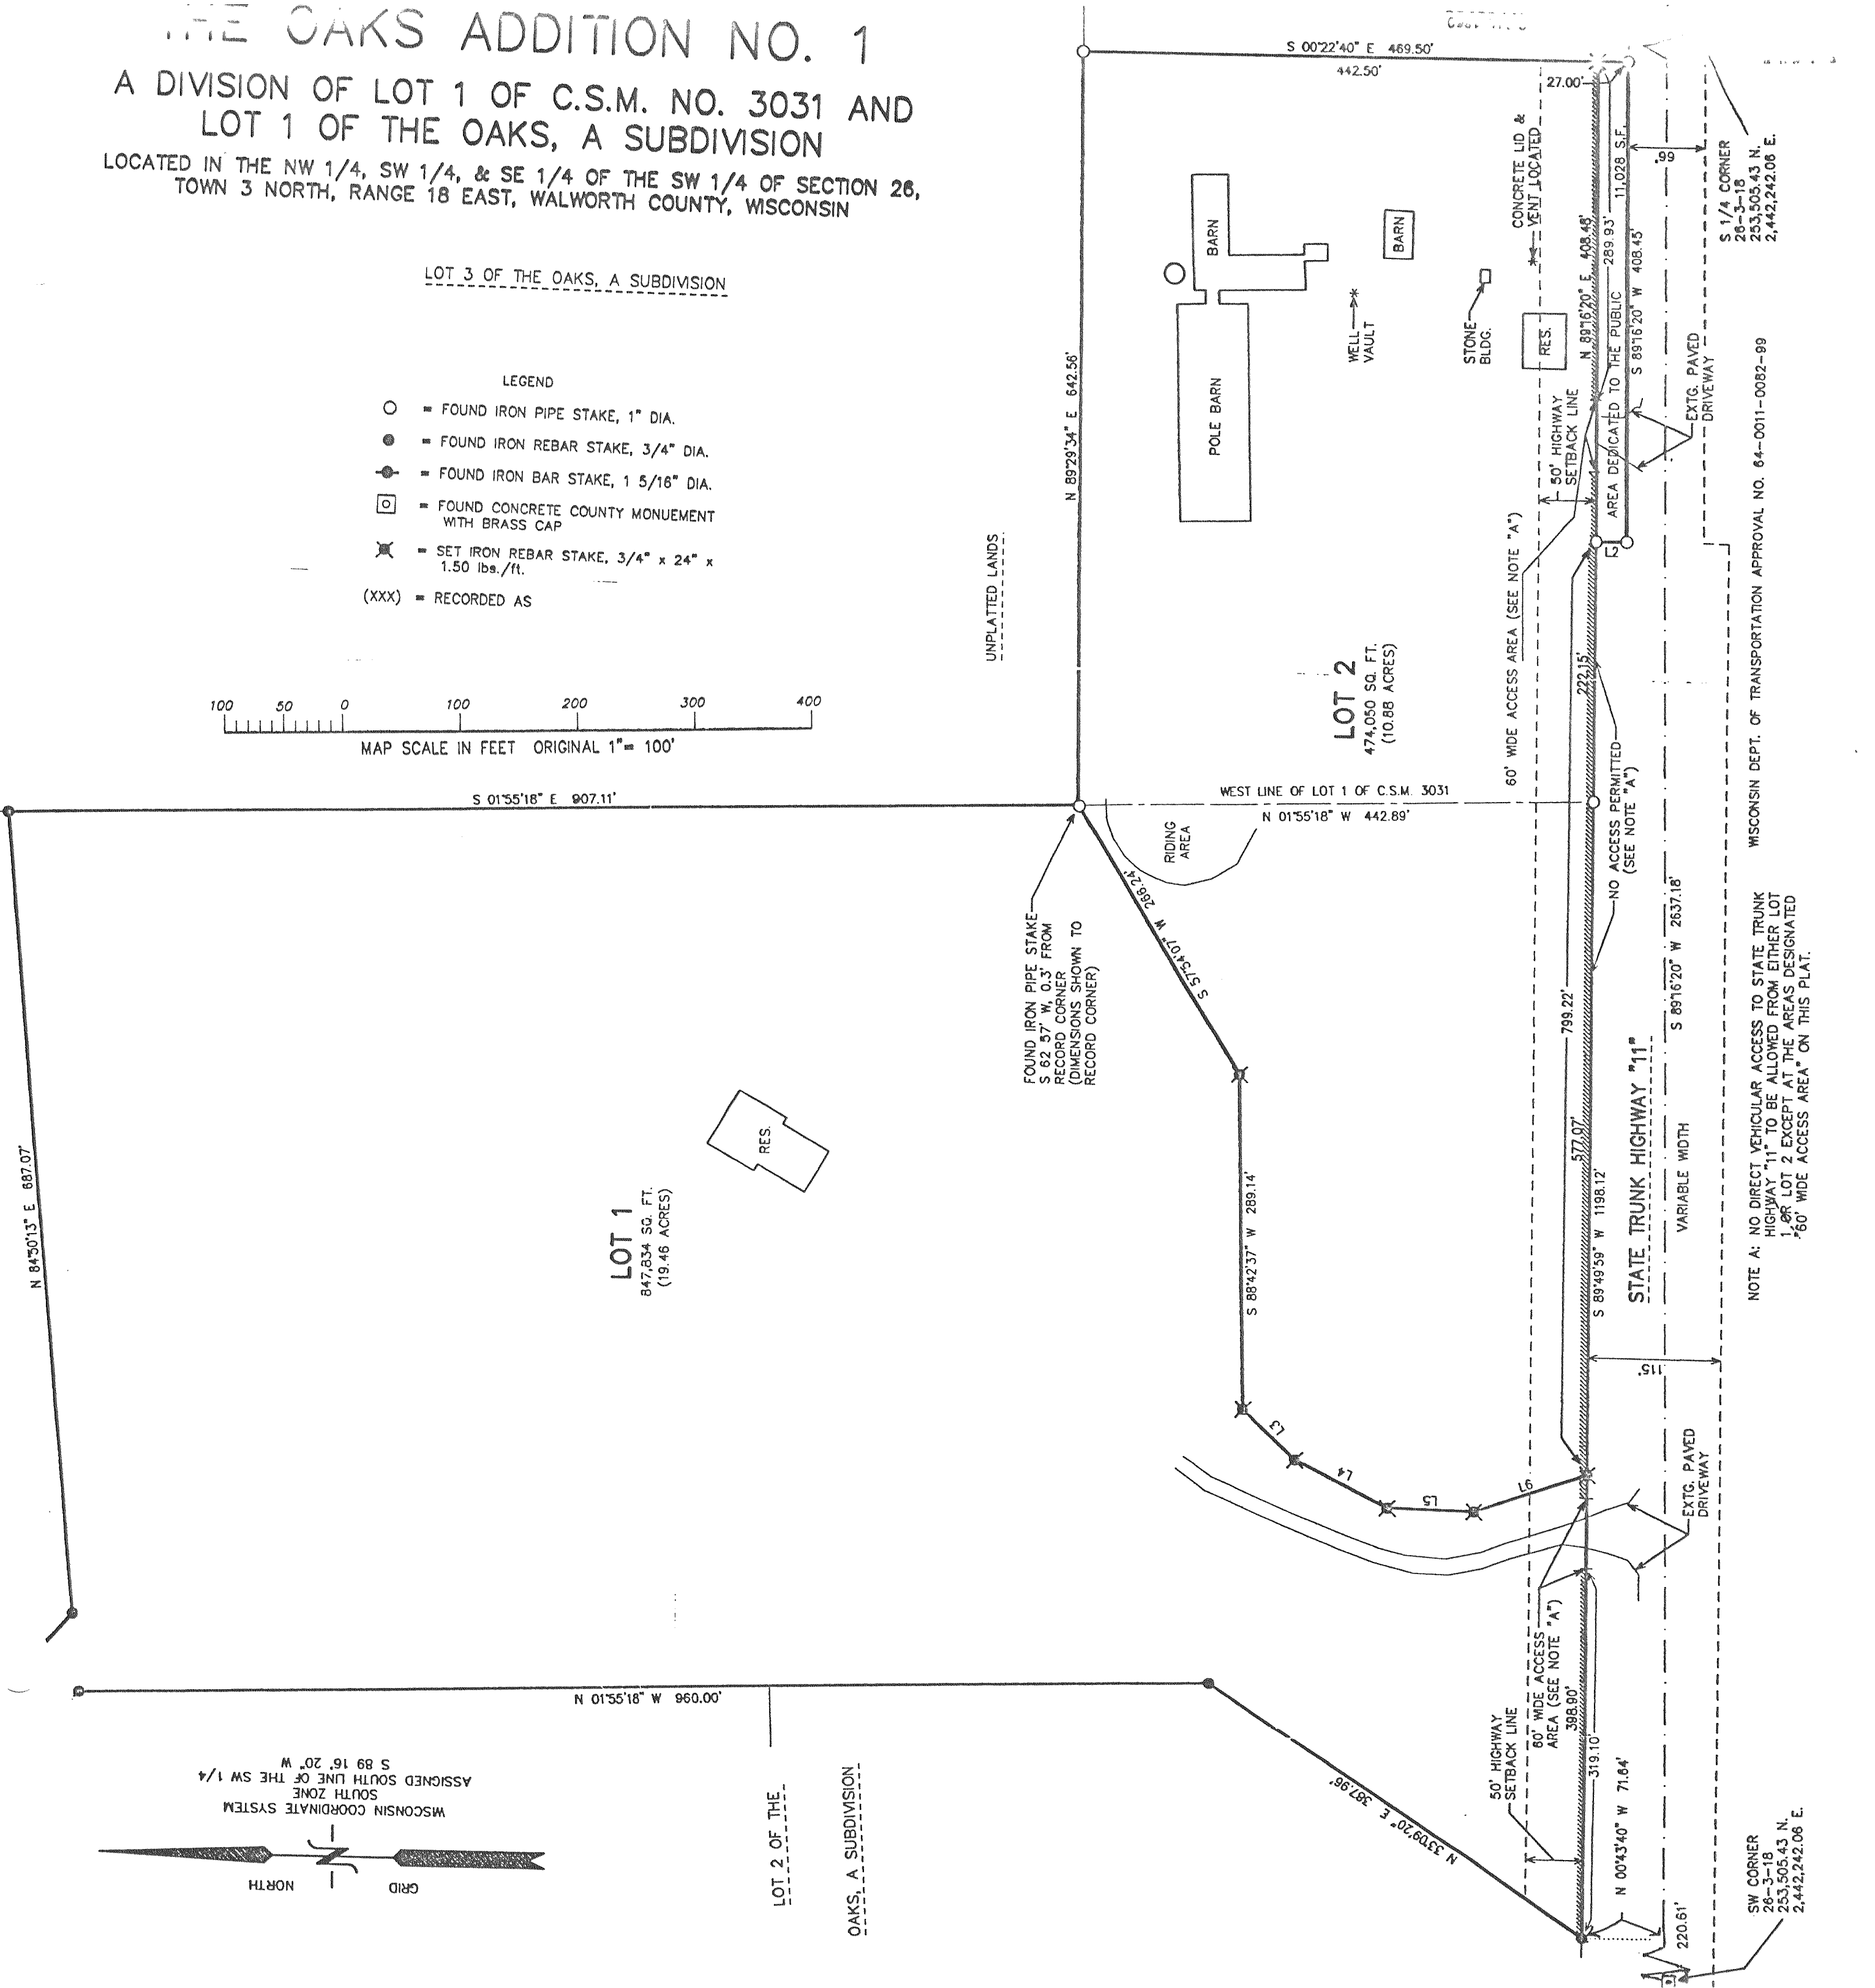 THE OAKS ADDITION NO. 1
A DIVISION OF LOT 1 OF C.S.M. NO. 3031 AND
LOT 1 OF THE OAKS, A SUBDIVISION
LOCATED IN THE NW 1/4, SW 1/4, & SE 1/4 OF THE SW 1/4 OF SECTION 26,
TOWN 3 NORTH, RANGE 18 EAST, WALWORTH COUNTY, WISCONSIN
LOT 3 OF THE OAKS, A SUBDIVISION
LEGEND
= FOUND IRON PIPE STAKE, 1" DIA.
= FOUND IRON REBAR STAKE, 3/4" DIA.
= FOUND IRON BAR STAKE, 1 5/16" DIA.
= FOUND CONCRETE COUNTY MONUEMENT
WITH BRASS CAP
= SET IRON REBAR STAKE, 3/4" x 24" x
1.50 lbs./ft.
(XXX) = RECORDED AS
100 50 0 100 200 300 400
MAP SCALE IN FEET ORIGINAL 1"= 100'
S 00°22'40" E 469.50'
442.50'
27.00'
N 89°29'34" E 642.56'
UNPLATTED LANDS
BARN
BARN
POLE BARN
WELL
VAULT
STONE
BLDG.
CONCRETE LID &
VENT LOCATED
RES.
50' HIGHWAY
SETBACK LINE
N 89°16'20" E 408.48'
289.93'
AREA DEDICATED TO THE PUBLIC 11,028 S.F.
S 89°16'20" W 408.45'
66'
L2
EXTG. PAVED
DRIVEWAY
S 1/4 CORNER
26-3-18
253,505.43 N.
2,442,242.06 E.
WISCONSIN DEPT. OF TRANSPORTATION APPROVAL NO. 64-0011-0082-99
60' WIDE ACCESS AREA (SEE NOTE "A")
LOT 2
474,050 SQ. FT.
(10.88 ACRES)
222.15'
NO ACCESS PERMITTED
(SEE NOTE "A")
WEST LINE OF LOT 1 OF C.S.M. 3031
N 01°55'18" W 442.89'
RIDING
AREA
S 01°55'18" E 907.11'
FOUND IRON PIPE STAKE
S 62 57' W, 0.3' FROM
RECORD CORNER
(DIMENSIONS SHOWN TO
RECORD CORNER)
S 57°54'07" W 266.24'
N 84°50'13" E 687.07'
RES.
LOT 1
847,834 SQ. FT.
(19.46 ACRES)
S 88°42'37" W 289.14'
799.22'
577.07'
S 89°49'59" W 1198.12'
STATE TRUNK HIGHWAY "11"
VARIABLE WIDTH
S 89°16'20" W 2637.18'
NOTE A: NO DIRECT VEHICULAR ACCESS TO STATE TRUNK
HIGHWAY "11" TO BE ALLOWED FROM EITHER LOT
1 OR LOT 2 EXCEPT AT THE AREAS DESIGNATED
"60' WIDE ACCESS AREA" ON THIS PLAT.
115'
L3
L4
L5
L6
EXTG. PAVED
DRIVEWAY
60' WIDE ACCESS
AREA (SEE NOTE "A")
398.90'
319.10'
50' HIGHWAY
SETBACK LINE
N 00°43'40" W 71.64'
220.61'
SW CORNER
26-3-18
253,505.43 N.
2,442,242.06 E.
N 01°55'18" W 960.00'
N 33°09'20" E 387.96'
LOT 2 OF THE
OAKS, A SUBDIVISION
WISCONSIN COORDINATE SYSTEM
SOUTH ZONE
ASSIGNED SOUTH LINE OF THE SW 1/4
S 89 16' 20" W
GRID
NORTH
N